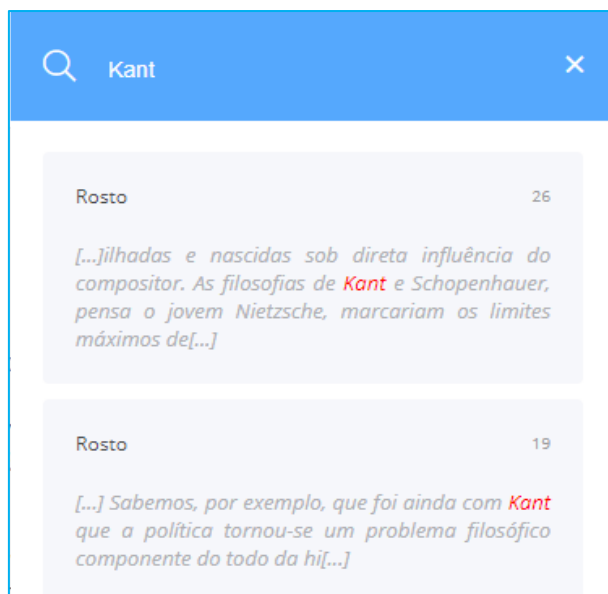 Kant
Rosto 26
[...]ilhadas e nascidas sob direta influência do
compositor. As filosofias de Kant e Schopenhauer,
pensa o jovem Nietzsche, marcariam os limites
máximos de[...]
Rosto 19
[...] Sabemos, por exemplo, que foi ainda com Kant
que a política tornou-se um problema filosófico
componente do todo da hi[...]